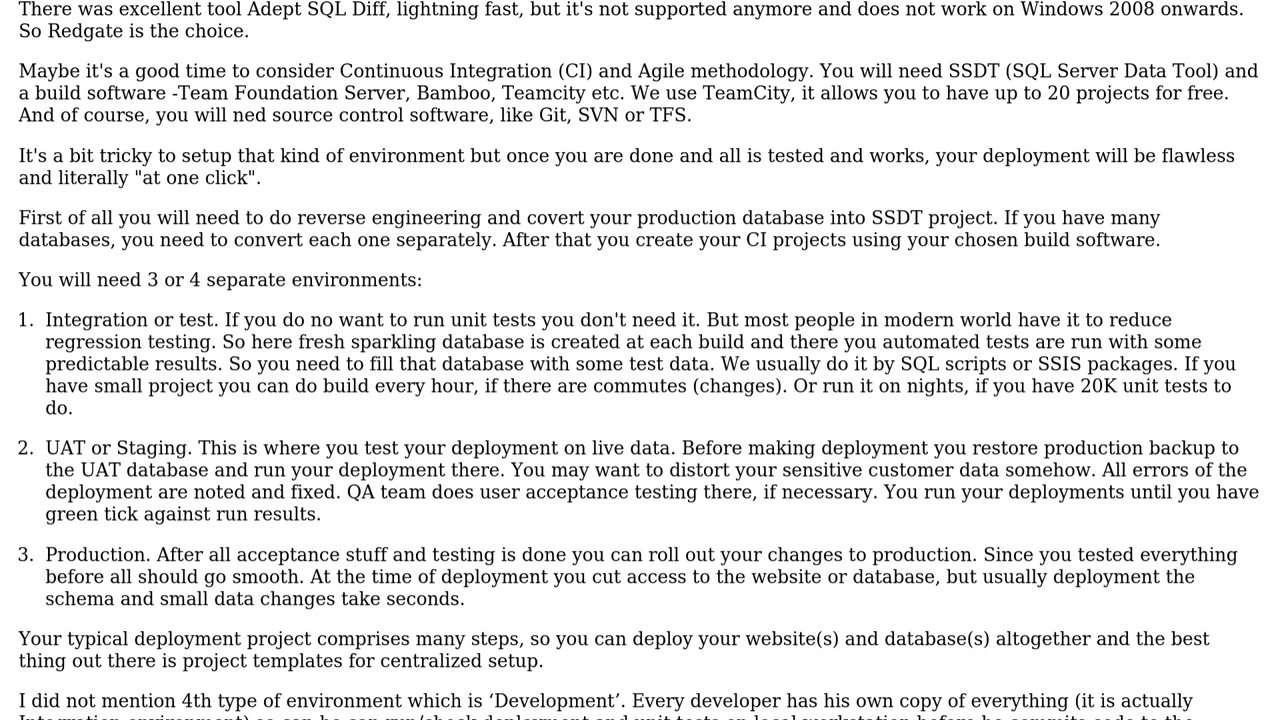 There was excellent tool Adept SQL Diff, lightning fast, but it's not supported anymore and does not work on Windows 2008 onwards.
So Redgate is the choice.
Maybe it's a good time to consider Continuous Integration (CI) and Agile methodology. You will need SSDT (SQL Server Data Tool) and
a build software -Team Foundation Server, Bamboo, Teamcity etc. We use TeamCity, it allows you to have up to 20 projects for free.
And of course, you will ned source control software, like Git, SVN or TFS.
It's a bit tricky to setup that kind of environment but once you are done and all is tested and works, your deployment will be flawless
and literally "at one click".
First of all you will need to do reverse engineering and covert your production database into SSDT project. If you have many
databases, you need to convert each one separately. After that you create your CI projects using your chosen build software.
You will need 3 or 4 separate environments:
1. Integration or test. If you do no want to run unit tests you don't need it. But most people in modern world have it to reduce
regression testing. So here fresh sparkling database is created at each build and there you automated tests are run with some
predictable results. So you need to fill that database with some test data. We usually do it by SQL scripts or SSIS packages. If you
have small project you can do build every hour, if there are commutes (changes). Or run it on nights, if you have 20K unit tests to
do.
2. UAT or Staging. This is where you test your deployment on live data. Before making deployment you restore production backup to
the UAT database and run your deployment there. You may want to distort your sensitive customer data somehow. All errors of the
deployment are noted and fixed. QA team does user acceptance testing there, if necessary. You run your deployments until you have
green tick against run results.
3. Production. After all acceptance stuff and testing is done you can roll out your changes to production. Since you tested everything
before all should go smooth. At the time of deployment you cut access to the website or database, but usually deployment the
schema and small data changes take seconds.
Your typical deployment project comprises many steps, so you can deploy your website(s) and database(s) altogether and the best
thing out there is project templates for centralized setup.
I did not mention 4th type of environment which is ‘Development’. Every developer has his own copy of everything (it is actually